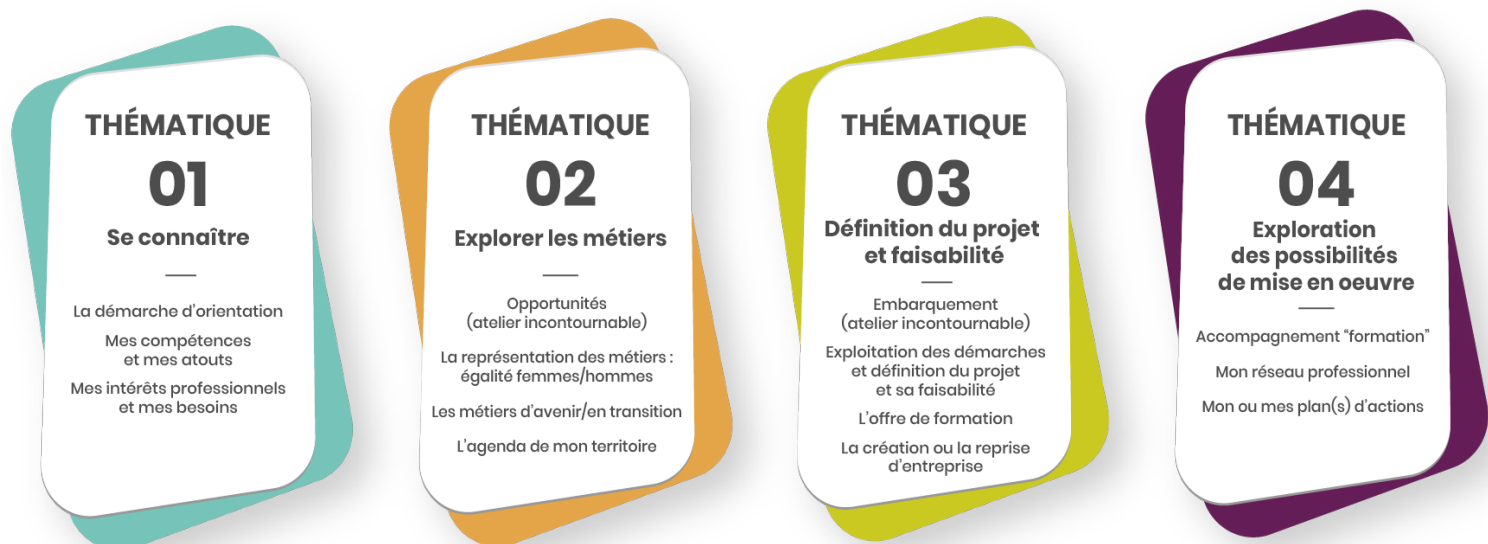 THÉMATIQUE
01
Se connaître
La démarche d'orientation
Mes compétences
et mes atouts
Mes intérêts professionnels
et mes besoins
THÉMATIQUE
02
Explorer les métiers
Opportunités
(atelier incontournable)
La représentation des métiers :
égalité femmes/hommes
Les métiers d'avenir/en transition
L'agenda de mon territoire
THÉMATIQUE
03
Définition du projet
et faisabilité
Embarquement
(atelier incontournable)
Exploitation des démarches
et définition du projet
et sa faisabilité
L'offre de formation
La création ou la reprise
d'entreprise
THÉMATIQUE
04
Exploration
des possibilités
de mise en oeuvre
Accompagnement “formation”
Mon réseau professionnel
Mon ou mes plan(s) d'actions